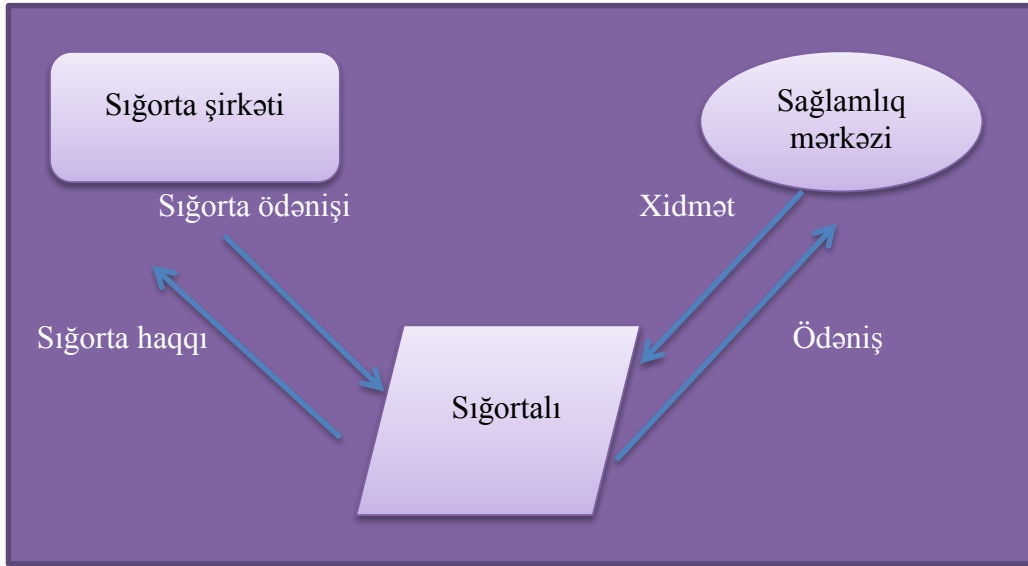 Sığorta şirkəti
Sağlamlıq
mərkəzi
Sığorta ödənişi
Xidmət
Sığorta haqqı
Ödəniş
Sığortalı